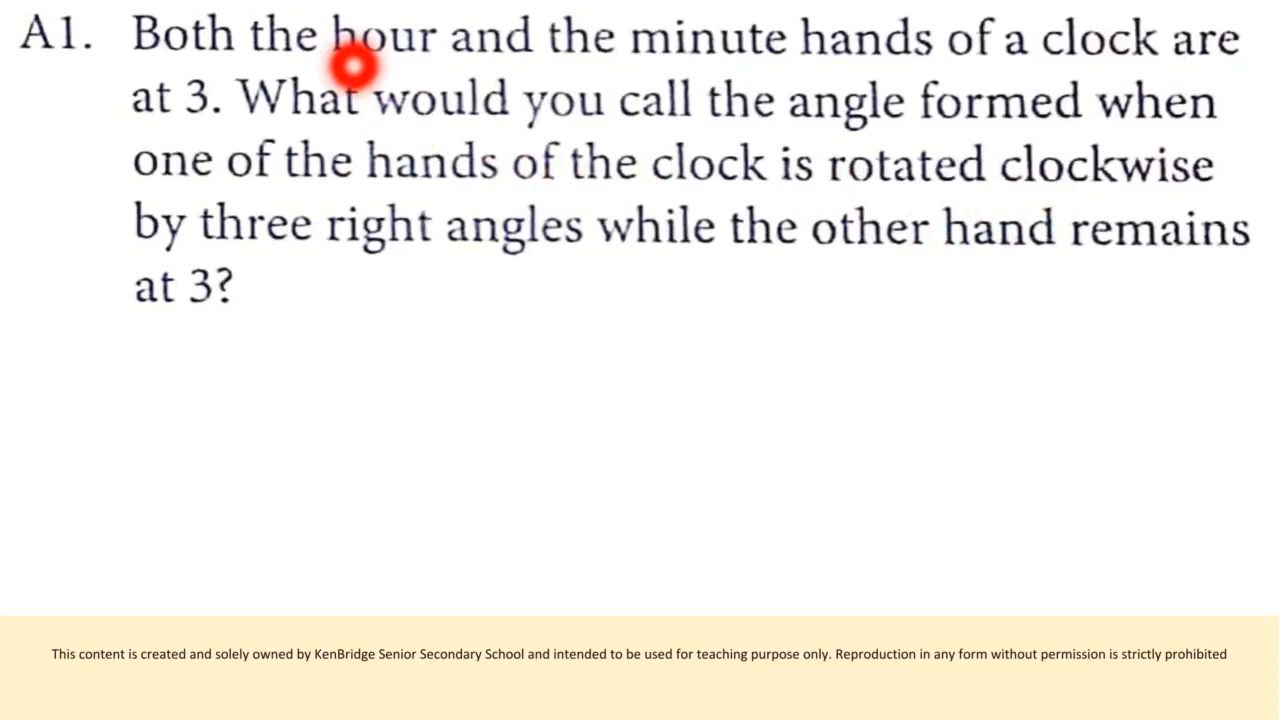 A1. Both the hour and the minute hands of a clock are
at 3. What would you call the angle formed when
one of the hands of the clock is rotated clockwise
by three right angles while the other hand remains
at 3?
This content is created and solely owned by KenBridge Senior Secondary School and intended to be used for teaching purpose only. Reproduction in any form without permission is strictly prohibited